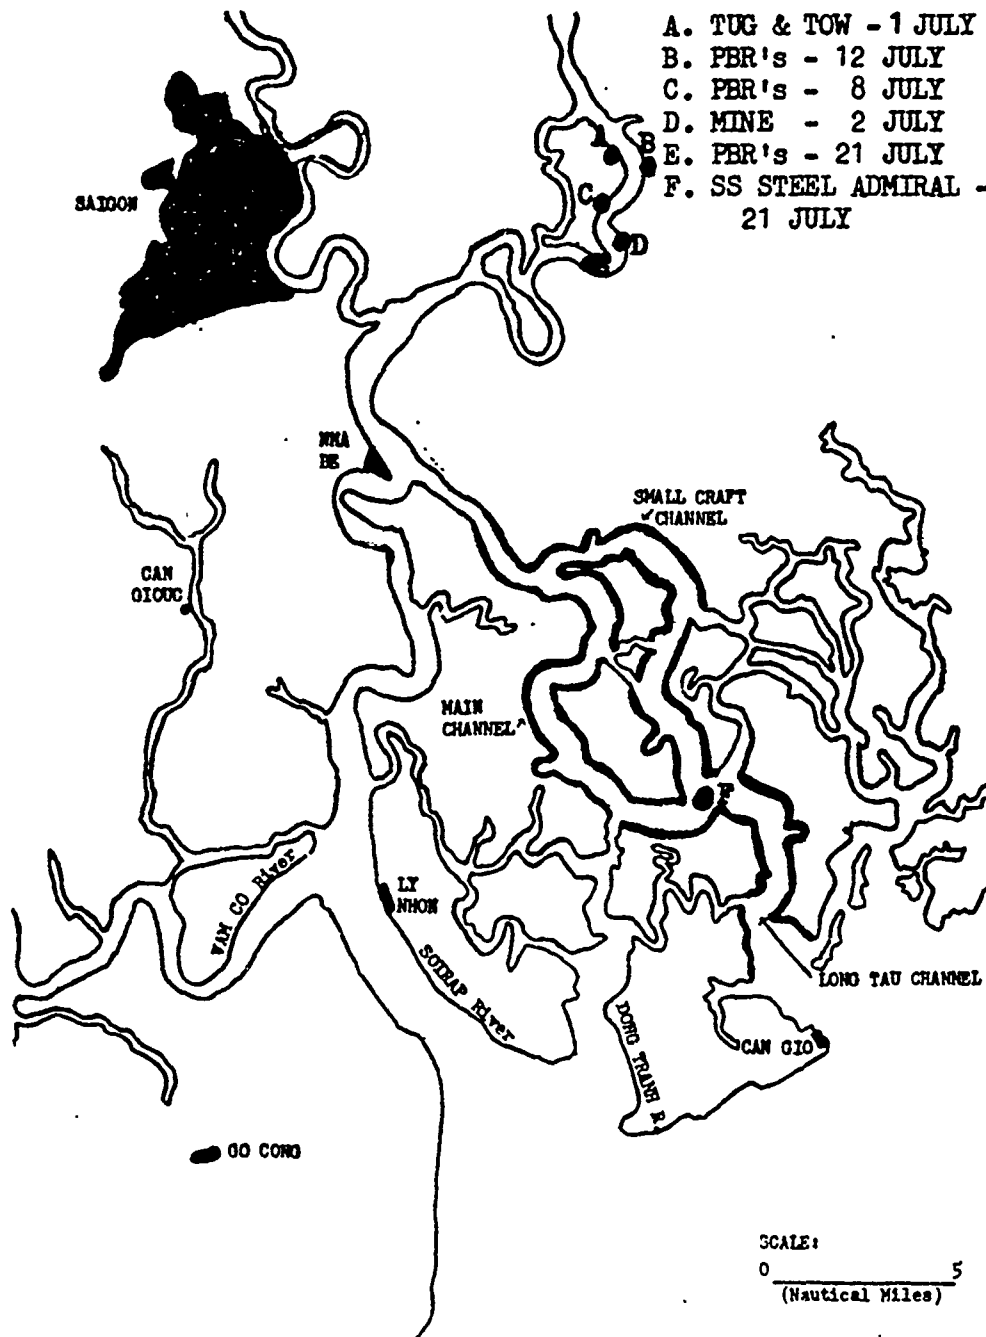 A. TUG & TOW - 1 JULY
B. PBR's - 12 JULY
C. PBR's - 8 JULY
D. MINE - 2 JULY
E. PBR's - 21 JULY
F. SS STEEL ADMIRAL -
21 JULY
A
B
C
D
SAIGON
NHA
BE
SMALL CRAFT
CHANNEL
CAN
GIOUC
MAIN
CHANNEL
F
VAM CO River
LY
NHON
SOIRAP River
LONG TAU CHANNEL
DONG TRANH R.
CAN GIO
GO CONG
SCALE:
0 5
(Nautical Miles)